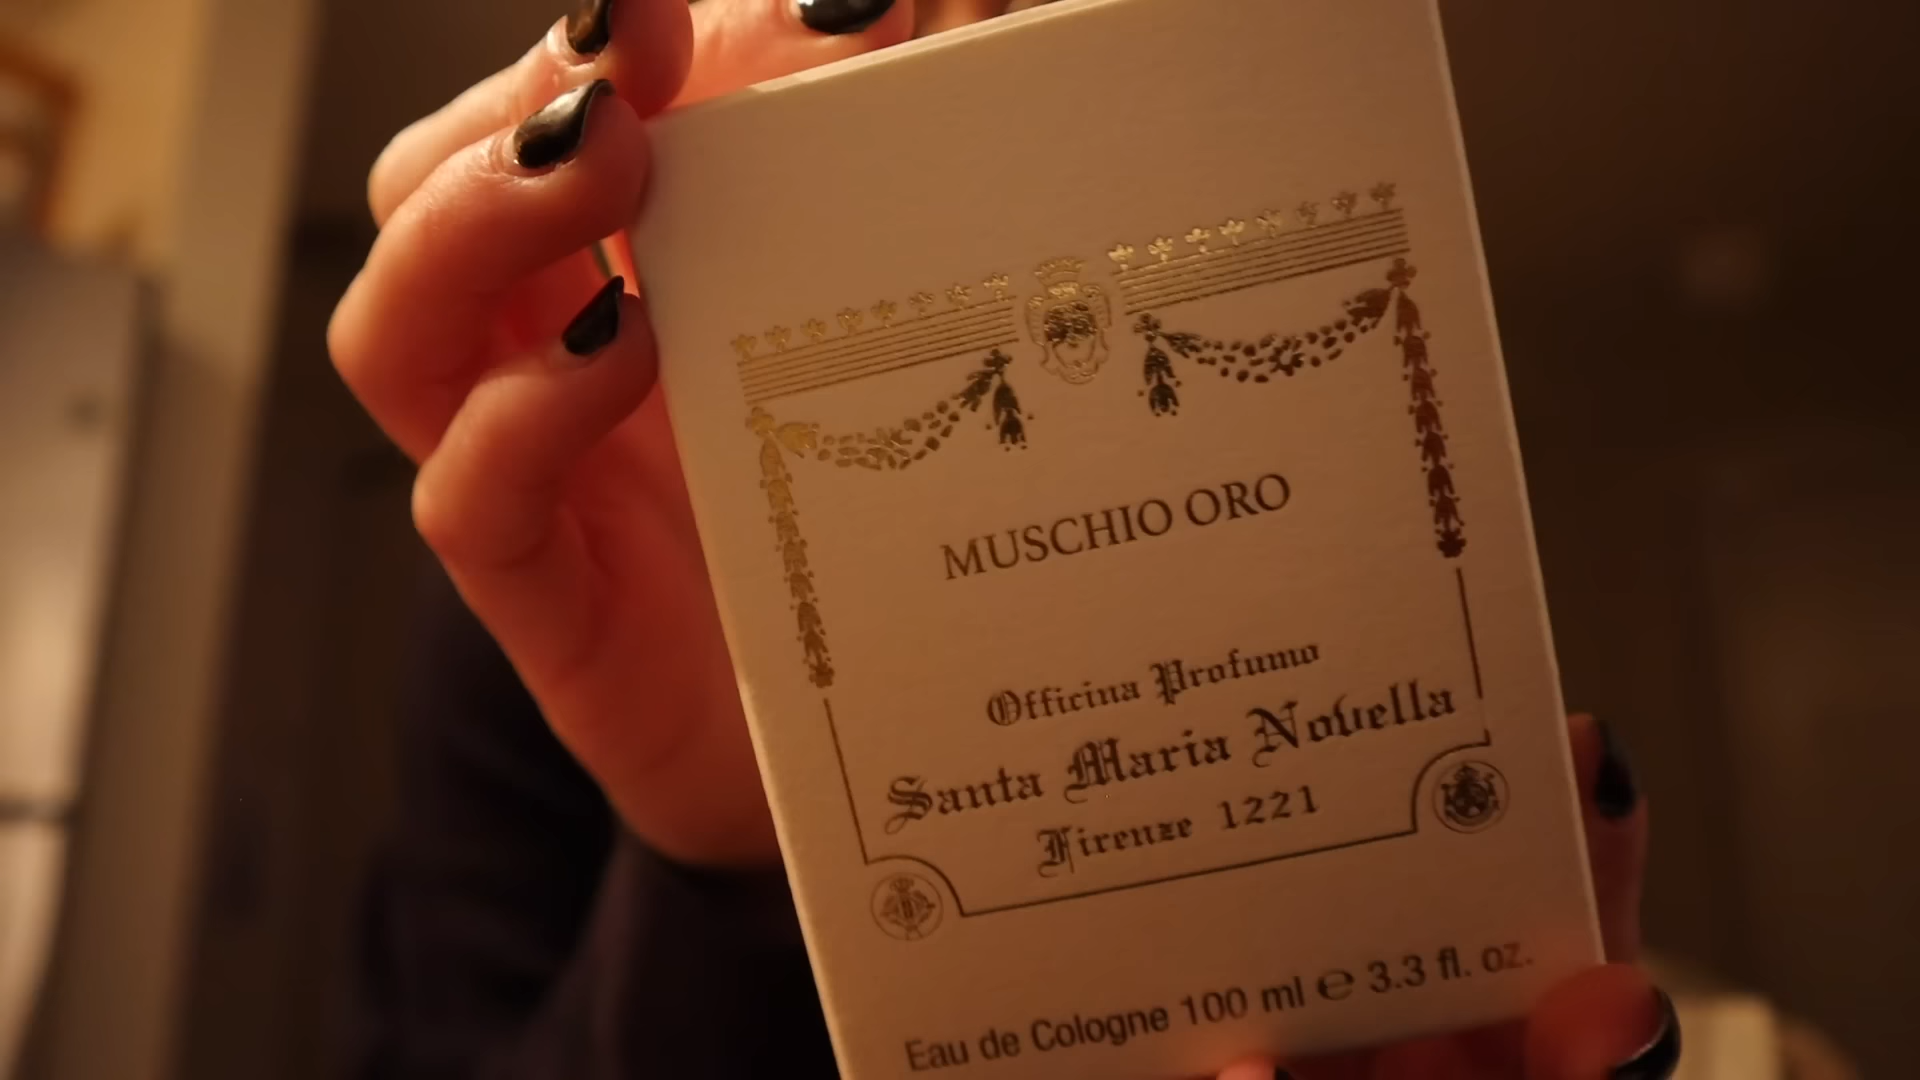 MUSCHIO ORO
Officina Profumo
Santa Maria Novella
Firenze 1221
Eau de Cologne 100 ml ℮ 3.3 fl. oz.